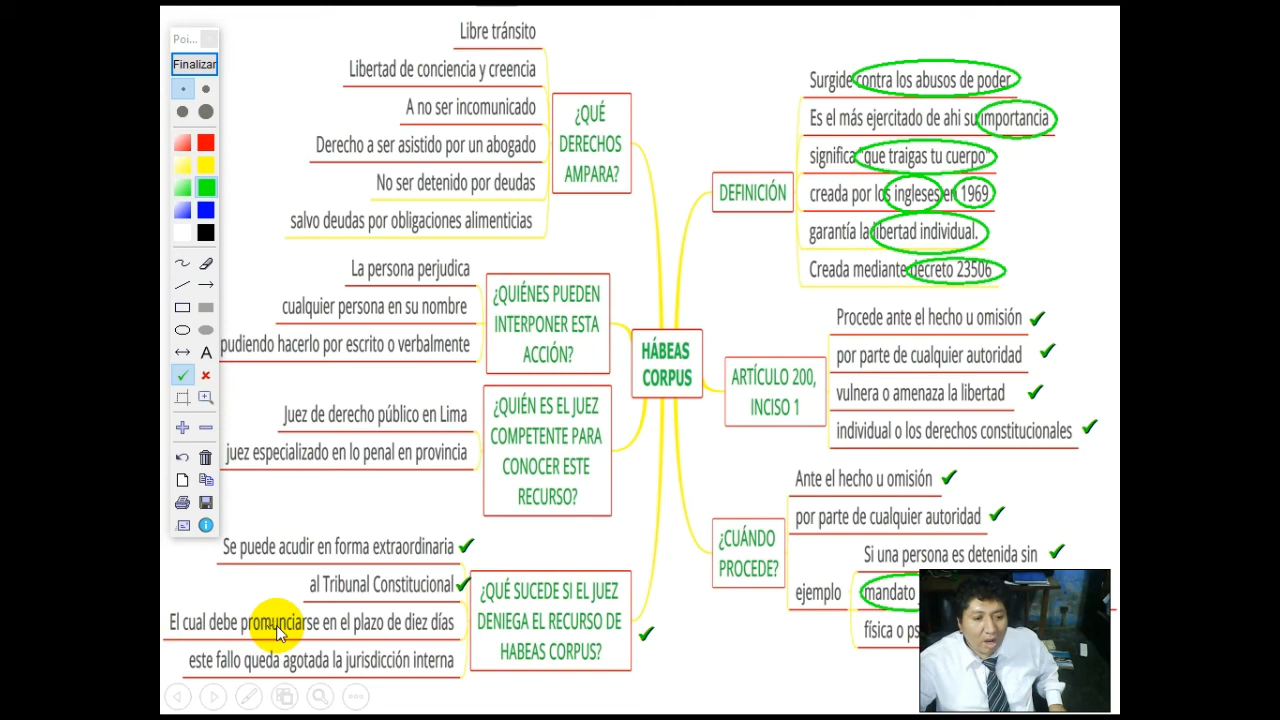 Poi...
Finalizar
A
HÁBEAS
CORPUS
¿QUÉ
DERECHOS
AMPARA?
Libre tránsito
Libertad de conciencia y creencia
A no ser incomunicado
Derecho a ser asistido por un abogado
No ser detenido por deudas
salvo deudas por obligaciones alimenticias
¿QUIÉNES PUEDEN
INTERPONER ESTA
ACCIÓN?
La persona perjudica
cualquier persona en su nombre
pudiendo hacerlo por escrito o verbalmente
¿QUIÉN ES EL JUEZ
COMPETENTE PARA
CONOCER ESTE
RECURSO?
Juez de derecho público en Lima
juez especializado en lo penal en provincia
¿QUÉ SUCEDE SI EL JUEZ
DENIEGA EL RECURSO DE
HABEAS CORPUS?
Se puede acudir en forma extraordinaria
al Tribunal Constitucional
El cual debe promunciarse en el plazo de diez días
este fallo queda agotada la jurisdicción interna
DEFINICIÓN
Surgide contra los abusos de poder
Es el más ejercitado de ahi su importancia
significa "que traigas tu cuerpo"
creada por los ingleses en 1969.
garantía la libertad individual.
Creada mediante decreto 23506
ARTÍCULO 200,
INCISO 1
Procede ante el hecho u omisión
por parte de cualquier autoridad
vulnera o amenaza la libertad
individual o los derechos constitucionales
¿CUÁNDO
PROCEDE?
Ante el hecho u omisión
por parte de cualquier autoridad
ejemplo
Si una persona es detenida sin
mandato
física o ps